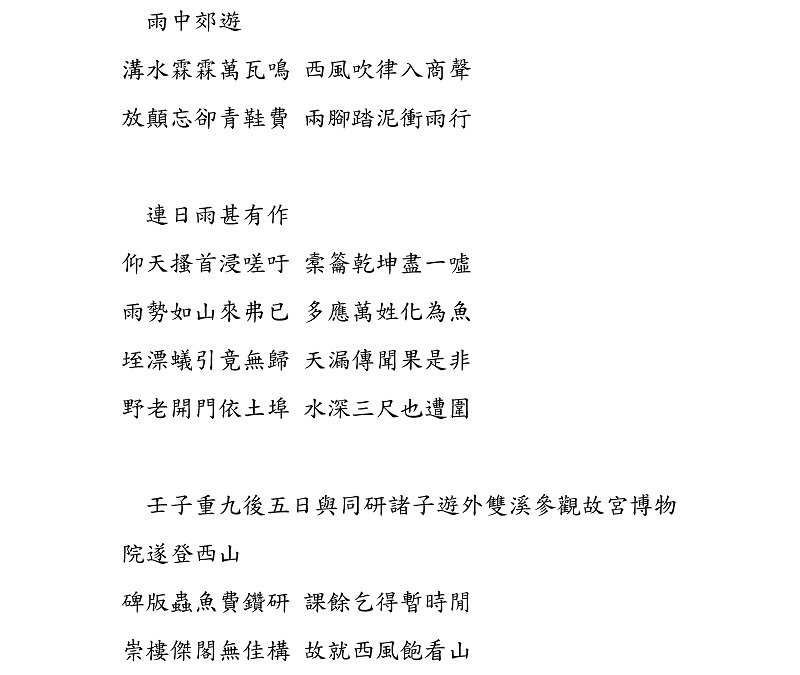 雨中郊遊
溝水霖霖萬瓦鳴 西風吹律入商聲
放顛忘卻青鞋費 兩腳踏泥衝雨行
連日雨甚有作
仰天搔首浸嗟吁 橐籥乾坤盡一噓
雨勢如山來弗已 多應萬姓化為魚
垤漂蟻引竟無歸 天漏傳聞果是非
野老開門依土埠 水深三尺也遭圍
壬子重九後五日與同研諸子遊外雙溪參觀故宮博物
院遂登西山
碑版蟲魚費鑽研 課餘乞得暫時閒
崇樓傑閣無佳構 故就西風飽看山